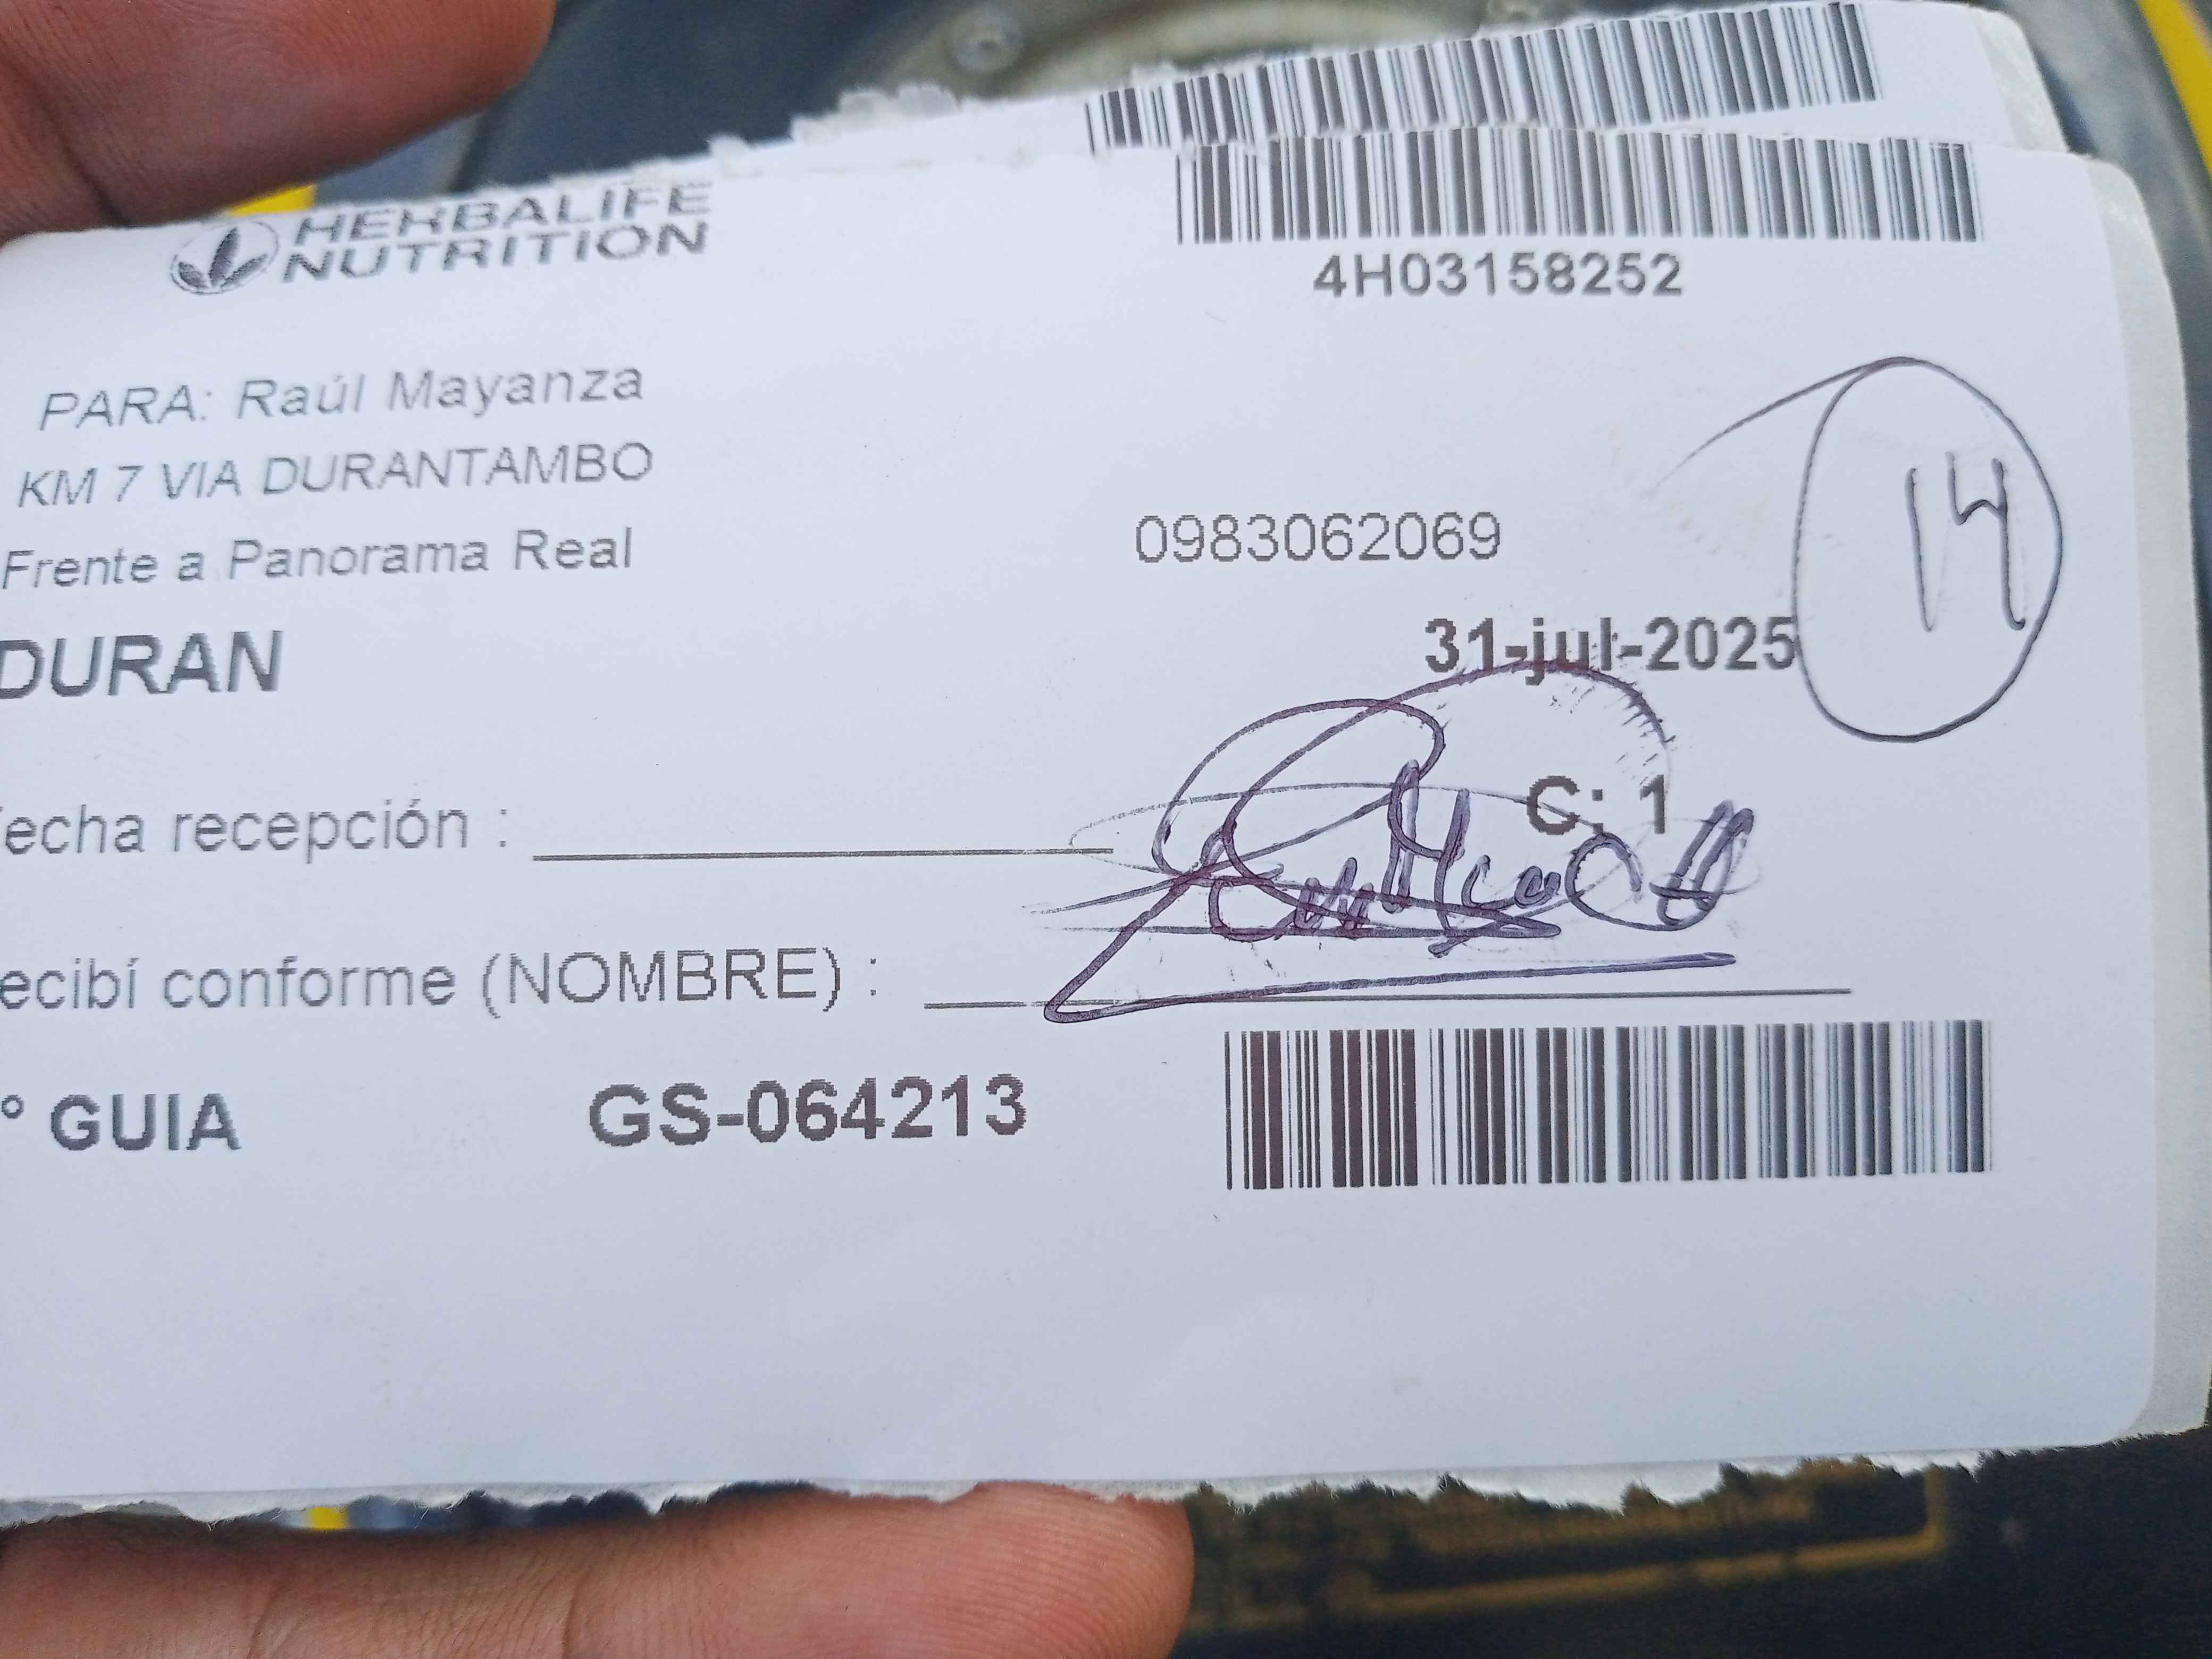 HERBALIFE
NUTRITION
4H03158252
PARA: Raúl Mayanza
KM 7 VIA DURANTAMBO
Frente a Panorama Real
0983062069
14
DURAN
31-jul-2025
C: 1
fecha recepción :
ecibí conforme (NOMBRE) :
° GUIA GS-064213